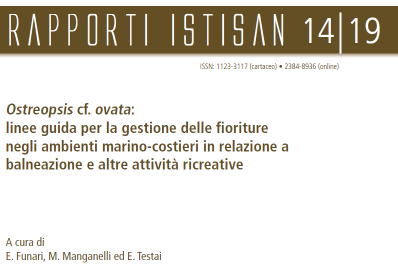 RAPPORTI ISTISAN 14|19
ISSN: 1123-3117 (cartaceo) • 2384-8936 (online)
Ostreopsis cf. ovata:
linee guida per la gestione delle fioriture
negli ambienti marino-costieri in relazione a
balneazione e altre attività ricreative
A cura di
E. Funari, M. Manganelli ed E. Testai